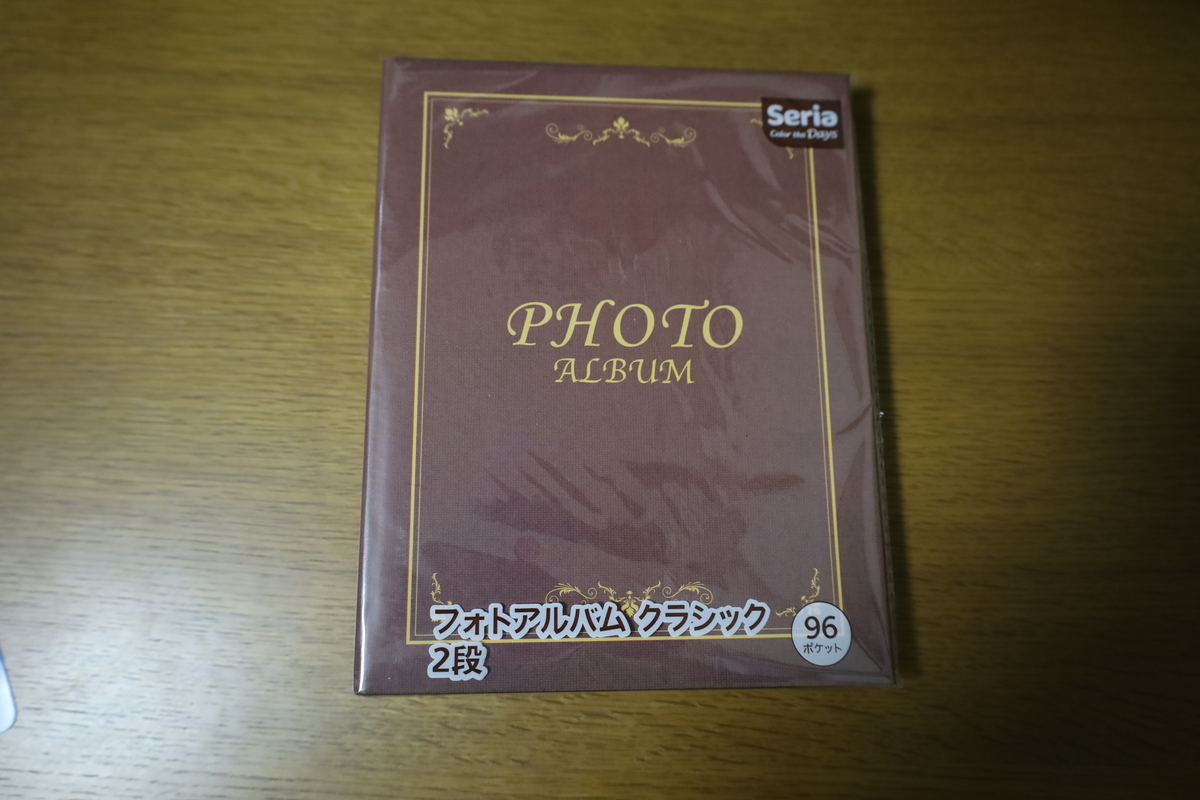 Seria
Color the Days
PHOTO
ALBUM
フォトアルバム クラシック
2段
96
ポケット